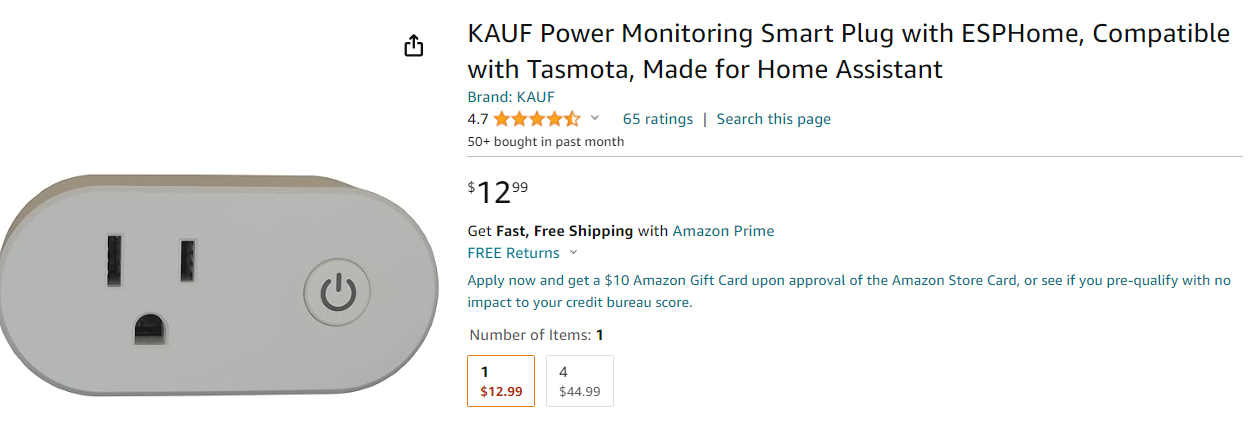 KAUF Power Monitoring Smart Plug with ESPHome, Compatible
with Tasmota, Made for Home Assistant
Brand: KAUF
4.7 65 ratings | Search this page
50+ bought in past month
$12.99
Get Fast, Free Shipping with Amazon Prime
FREE Returns
Apply now and get a $10 Amazon Gift Card upon approval of the Amazon Store Card, or see if you pre-qualify with no
impact to your credit bureau score.
Number of Items: 1
1 4
$12.99 $44.99